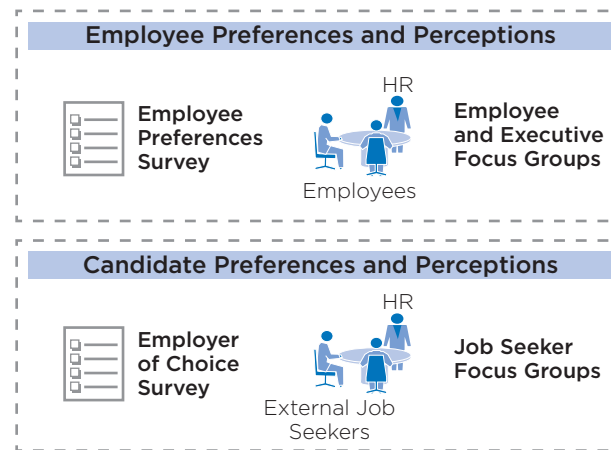 Employee Preferences and Perceptions
Employee
Preferences
Survey
HR
Employees
Employee
and Executive
Focus Groups
Candidate Preferences and Perceptions
Employer
of Choice
Survey
HR
External Job
Seekers
Job Seeker
Focus Groups